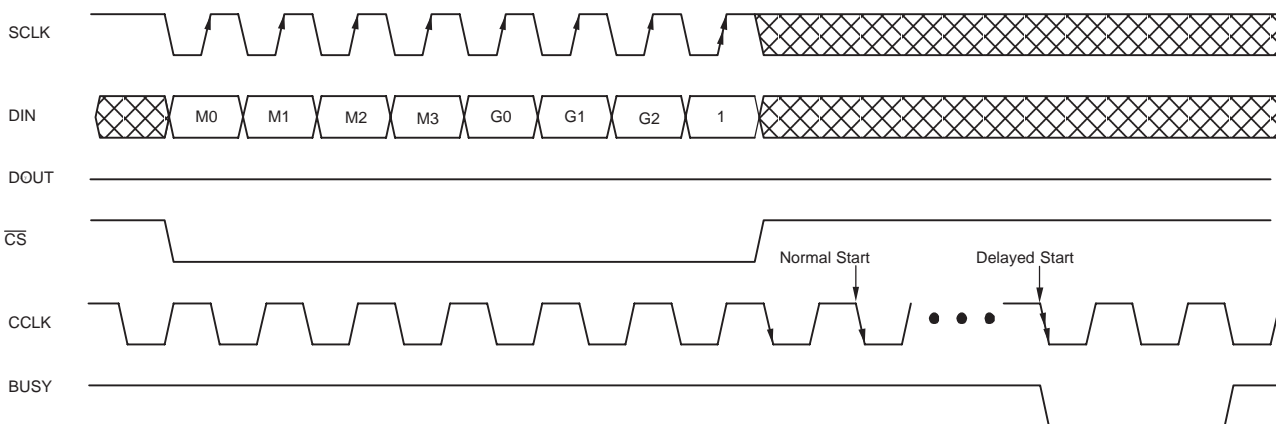 SCLK
DIN
M0 M1 M2 M3 G0 G1 G2 1
DOUT
CS
Normal Start Delayed Start
CCLK
BUSY